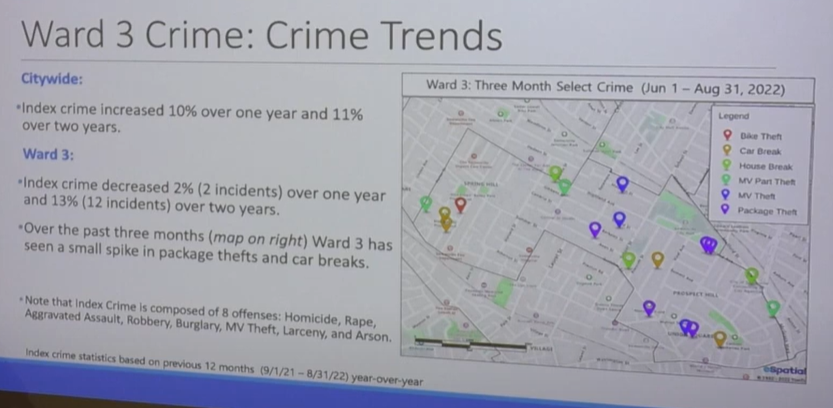 Ward 3 Crime: Crime Trends
Citywide:
*Index crime increased 10% over one year and 11%
over two years.
Ward 3:
*Index crime decreased 2% (2 incidents) over one year
and 13% (12 incidents) over two years.
*Over the past three months (map on right) Ward 3 has
seen a small spike in package thefts and car breaks.
*Note that Index Crime is composed of 8 offenses: Homicide, Rape,
Aggravated Assault, Robbery, Burglary, MV Theft, Larceny, and Arson.
Index crime statistics based on previous 12 months (9/1/21 – 8/31/22) year-over-year
Ward 3: Three Month Select Crime (Jun 1 – Aug 31, 2022)
Legend
Bike Theft
Car Break
House Break
MV Part Theft
MV Theft
Package Theft
SPRING HILL
PROSPECT HILL
VILLAGE
eSpatial